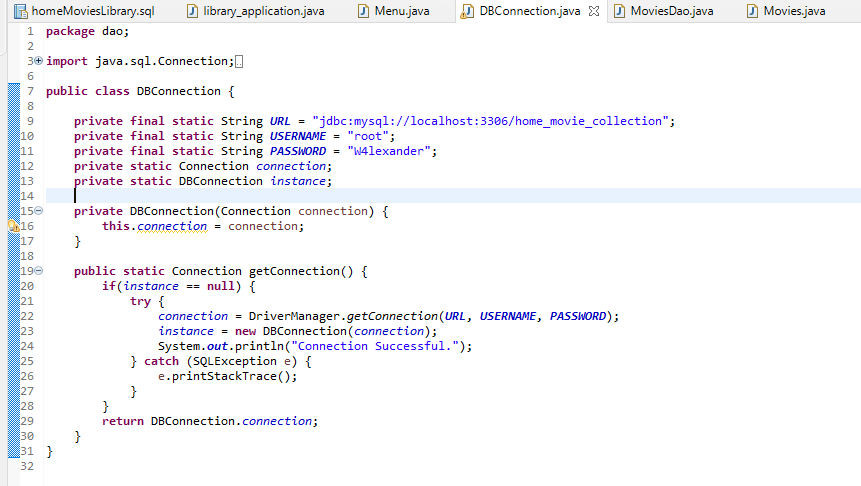 homeMoviesLibrary.sql library_application.java Menu.java DBConnection.java MoviesDao.java Movies.java
1 package dao;
2
3 import java.sql.Connection;
6
7 public class DBConnection {
8
9 private final static String URL = "jdbc:mysql://localhost:3306/home_movie_collection";
10 private final static String USERNAME = "root";
11 private final static String PASSWORD = "W4lexander";
12 private static Connection connection;
13 private static DBConnection instance;
14
15 private DBConnection(Connection connection) {
16 this.connection = connection;
17 }
18
19 public static Connection getConnection() {
20 if(instance == null) {
21 try {
22 connection = DriverManager.getConnection(URL, USERNAME, PASSWORD);
23 instance = new DBConnection(connection);
24 System.out.println("Connection Successful.");
25 } catch (SQLException e) {
26 e.printStackTrace();
27 }
28 }
29 return DBConnection.connection;
30 }
31 }
32